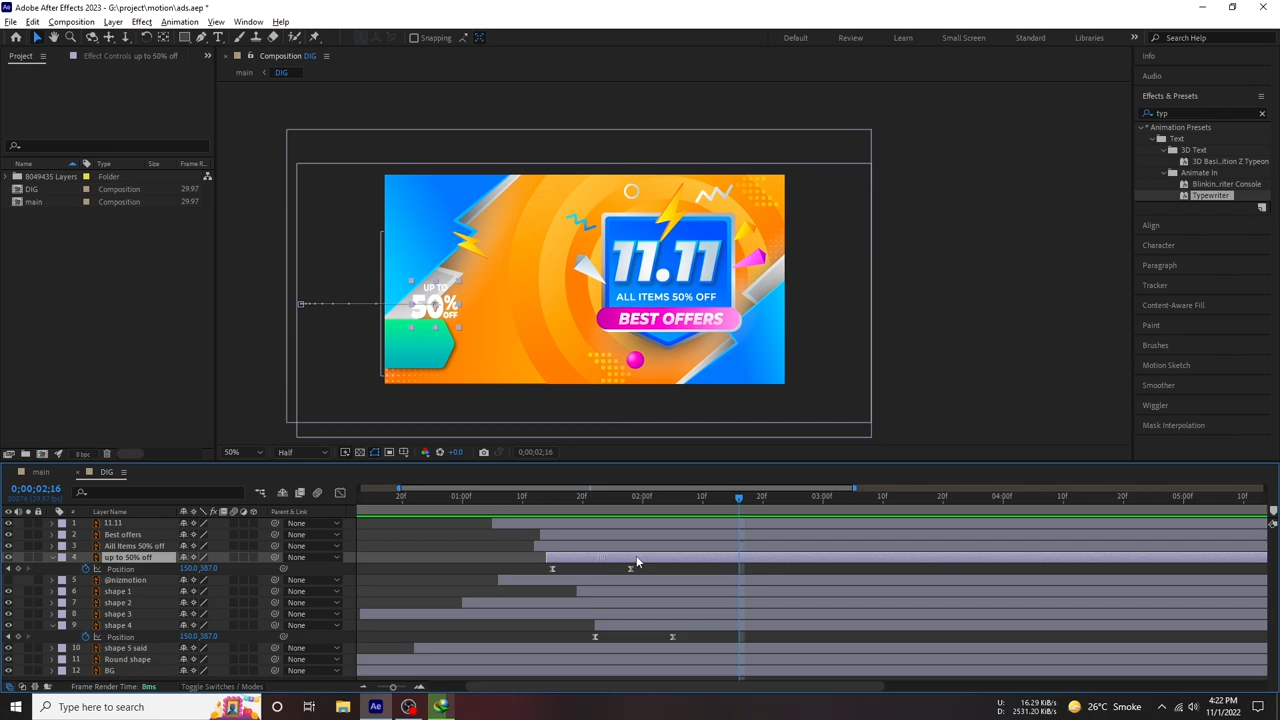 Adobe After Effects 2023 - G:\project\motion\ads.aep *
File Edit Composition Layer Effect Animation View Window Help
Snapping
Default Review Learn Small Screen Standard Libraries Search Help
Project Effect Controls up to 50% off
Composition DIG
main DIG
Name Type Size Frame R...
8049435 Layers Folder
DIG Composition 29.97
main Composition 29.97
8 bpc
UP TO
50%
OFF
11.11
ALL ITEMS 50% OFF
BEST OFFERS
50% Half +0.0 0;00;02;16
Info
Audio
Effects & Presets
typ
* Animation Presets
Text
3D Text
3D Basi...ition Z Typeon
Animate In
Blinkin...riter Console
Typewriter
Align
Character
Paragraph
Tracker
Content-Aware Fill
Paint
Brushes
Motion Sketch
Smoother
Wiggler
Mask Interpolation
main DIG
0;00;02;16
00076 (29.97 fps)
20f 01:00f 10f 20f 02:00f 10f 20f 03:00f 10f 20f 04:00f 10f 20f 05:00f 10f
# Layer Name Parent & Link
1 11.11 None
2 Best offers None
3 All Items 50% off None
4 up to 50% off None
Position 150.0,387.0
5 @nizmotion None
6 shape 1 None
7 shape 2 None
8 shape 3 None
9 shape 4 None
Position 150.0,387.0
10 shape 5 said None
11 Round shape None
12 BG None
Frame Render Time: 8ms Toggle Switches / Modes
Type here to search
Ae
U: 16.29 KiB/s
D: 2531.20 KiB/s
26°C Smoke
4:22 PM
11/1/2022